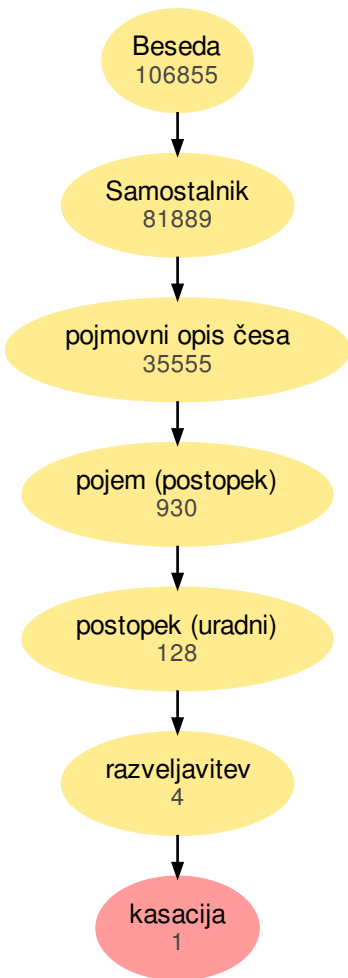 Beseda
106855
Samostalnik
81889
pojmovni opis česa
35555
pojem (postopek)
930
postopek (uradni)
128
razveljavitev
4
kasacija
1